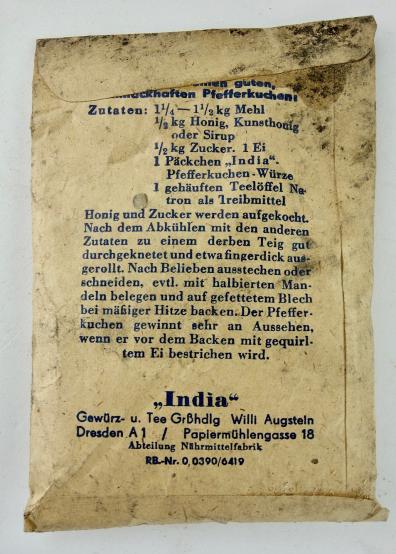 guten,
Pfefferkuchen:
Zutaten: 1¼ — 1½ kg Mehl
½ kg Honig, Kunsthonig
oder Sirup
½ kg Zucker. 1 Ei
1 Päckchen „India"-
Pfefferkuchen-Würze
1 gehäuften Teelöffel Na-
tron als Treibmittel
Honig und Zucker werden aufgekocht.
Nach dem Abkühlen mit den anderen
Zutaten zu einem derben Teig gut
durchgeknetet und etwa fingerdick aus-
gerollt. Nach Belieben ausstechen oder
schneiden, evtl. mit halbierten Man-
deln belegen und auf gefettetem Blech
bei mäßiger Hitze backen. Der Pfeffer-
kuchen gewinnt sehr an Aussehen,
wenn er vor dem Backen mit gequirl-
tem Ei bestrichen wird.
„India"
Gewürz- u. Tee Grßhdlg Willi Augstein
Dresden A 1 / Papiermühlengasse 18
Abteilung Nährmittelfabrik
RB.-Nr. 0/0390/6419